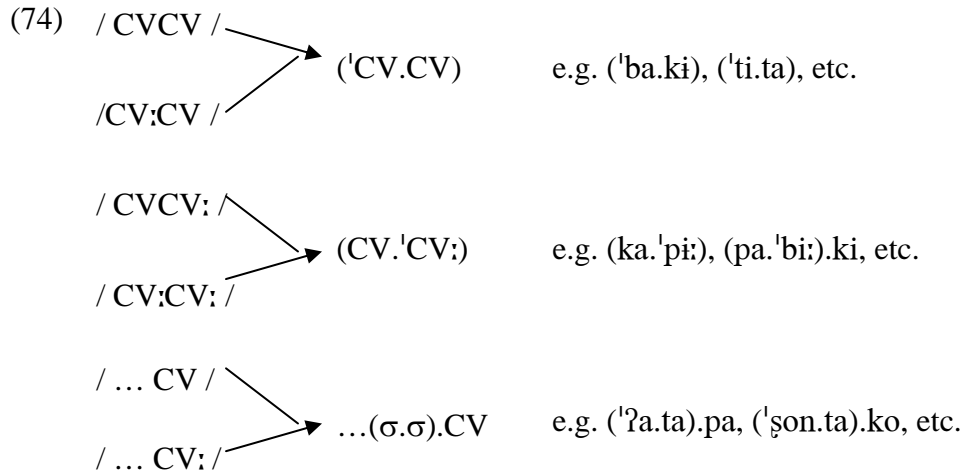 (74) / CVCV /
(ˈCV.CV) e.g. (ˈba.kɨ), (ˈti.ta), etc.
/CVːCV /
/ CVCVː /
(CV.ˈCVː) e.g. (ka.ˈpɨː), (pa.ˈbiː).ki, etc.
/ CVːCVː /
/ … CV /
…(σ.σ).CV e.g. (ˈʔa.ta).pa, (ˈʂon.ta).ko, etc.
/ … CVː /